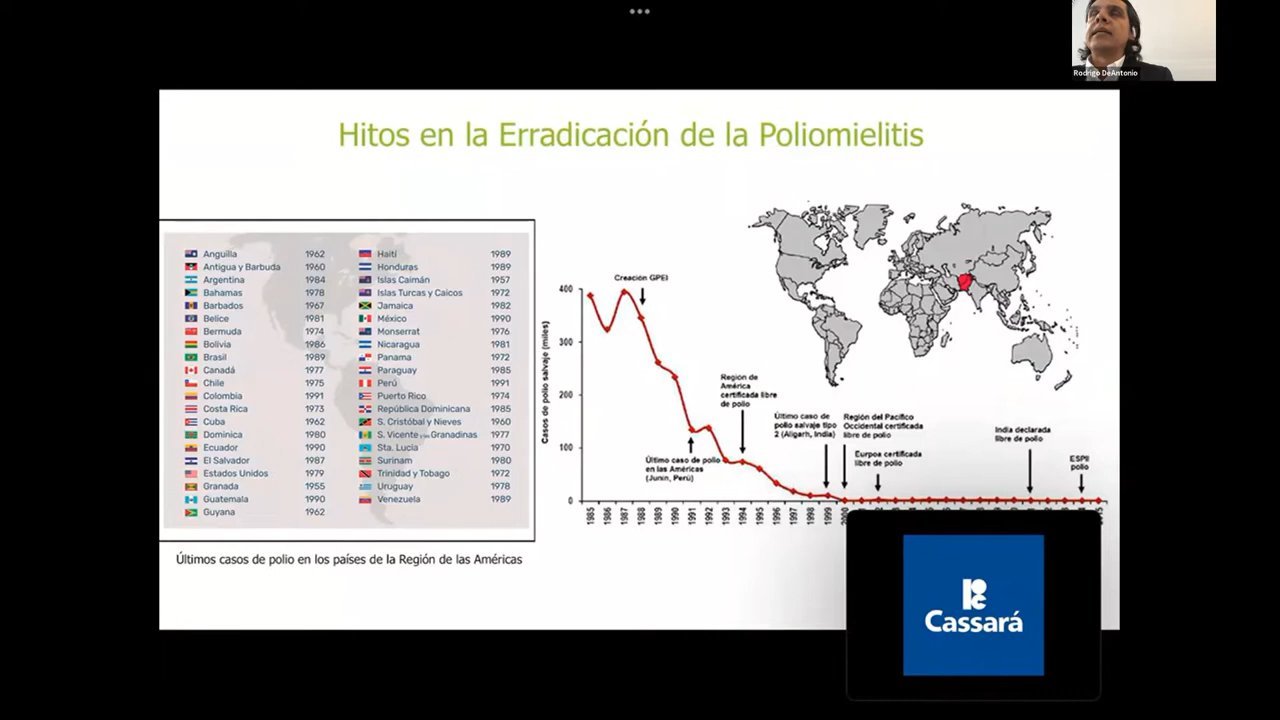 Rodrigo DeAntonio
Hitos en la Erradicación de la Poliomielitis
Anguilla 1962
Antigua y Barbuda 1960
Argentina 1984
Bahamas 1978
Barbados 1967
Belice 1981
Bermuda 1974
Bolivia 1986
Brasil 1989
Canadá 1977
Chile 1975
Colombia 1991
Costa Rica 1973
Cuba 1962
Dominica 1980
Ecuador 1990
El Salvador 1987
Estados Unidos 1979
Granada 1955
Guatemala 1990
Guyana 1962
Haití 1989
Honduras 1989
Islas Caimán 1957
Islas Turcas y Caicos 1972
Jamaica 1982
México 1990
Monserrat 1976
Nicaragua 1981
Panama 1972
Paraguay 1985
Perú 1991
Puerto Rico 1974
República Dominicana 1985
S. Cristóbal y Nieves 1960
S. Vicente y las Granadinas 1977
Sta. Lucia 1970
Surinam 1980
Trinidad y Tobago 1972
Uruguay 1978
Venezuela 1989
Últimos casos de polio en los países de la Región de las Américas
Casos de polio salvaje (miles)
400
300
200
100
0
Creación GPEI
Último caso de polio
en las Américas
(Junín, Perú)
Region de
América
certificada libre
de polio
Último caso de
polio salvaje tipo
2 (Aligarh, India)
Región del Pacífico
Occidental certificada
libre de polio
Eurpoa certificada
libre de polio
India declarada
libre de polio
ESPII
polio
1985
1986
1987
1988
1989
1990
1991
1992
1993
1994
1995
1996
1997
1998
1999
Cassará